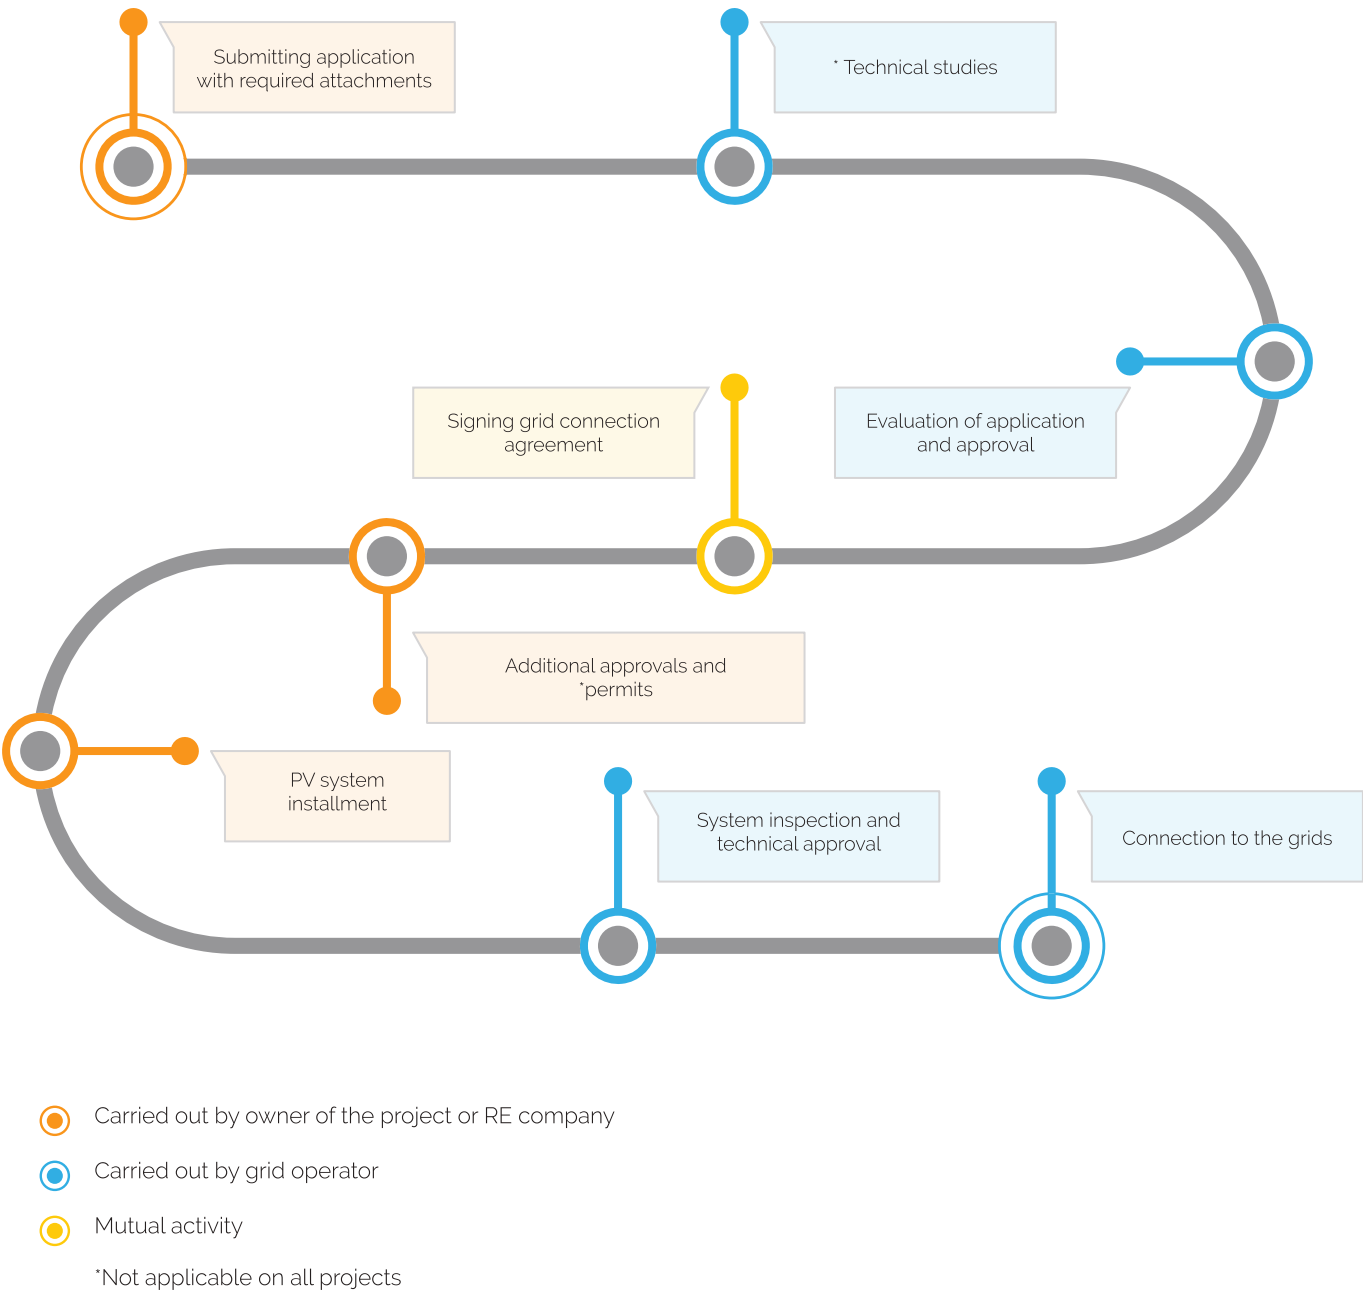 Submitting application
with required attachments
* Technical studies
Evaluation of application
and approval
Signing grid connection
agreement
Additional approvals and
*permits
PV system
installment
System inspection and
technical approval
Connection to the grids
Carried out by owner of the project or RE company
Carried out by grid operator
Mutual activity
*Not applicable on all projects